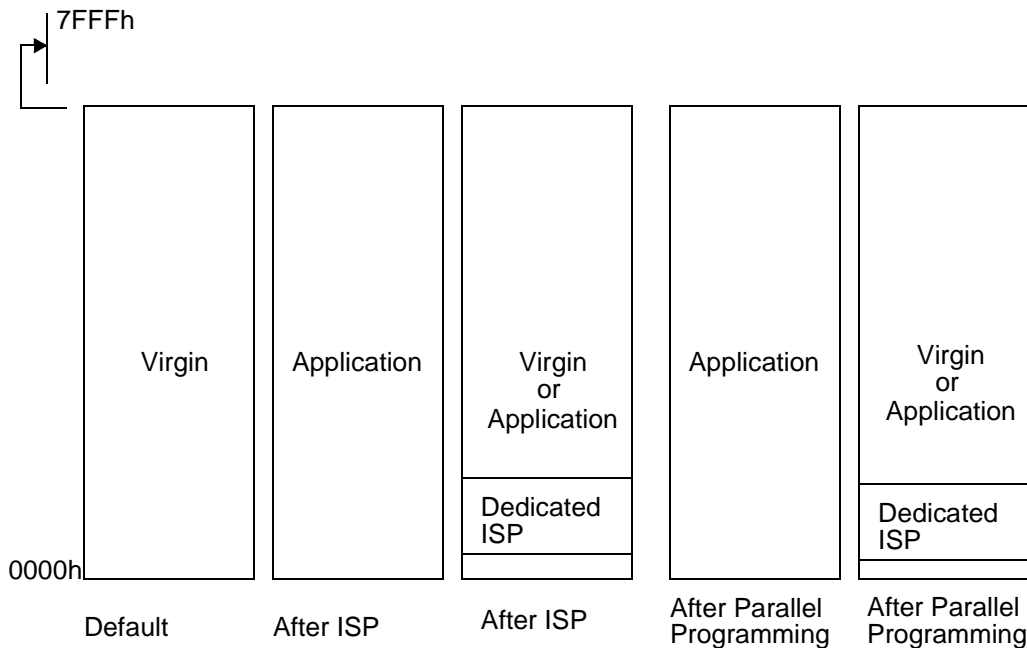 7FFFh
Virgin
Application
Virgin
or
Application
Application
Virgin
or
Application
Dedicated
ISP
Dedicated
ISP
0000h
Default
After ISP
After ISP
After Parallel
Programming
After Parallel
Programming